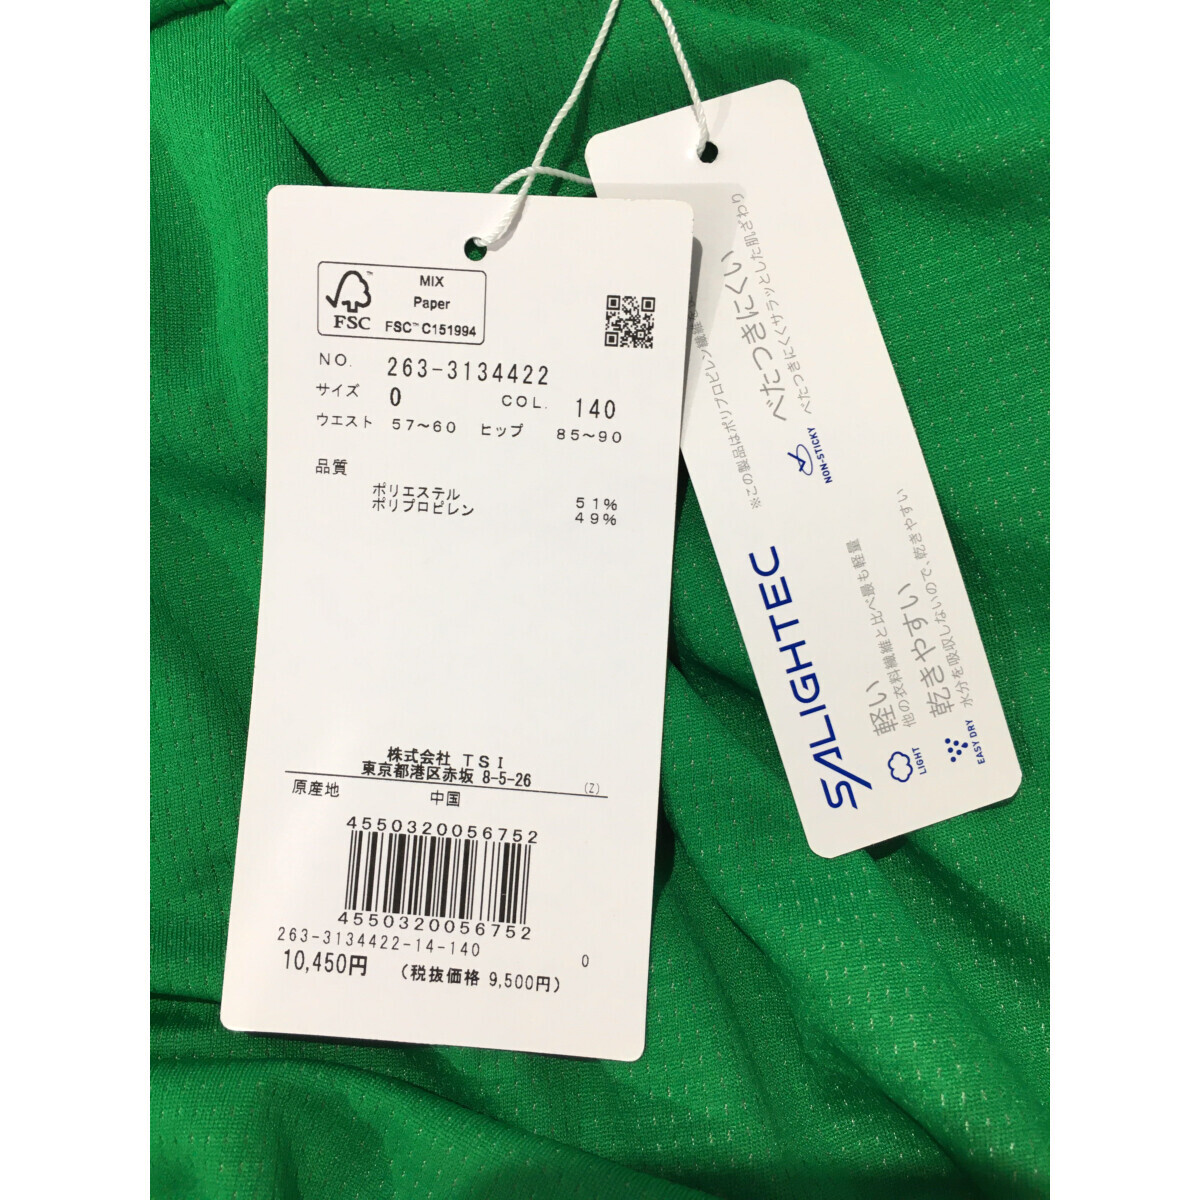 MIX
Paper
FSC™ C151994
FSC
NO. 263-3134422
サイズ 0 COL. 140
ウエスト 57〜60 ヒップ 85〜90
品質
ポリエステル 51%
ポリプロピレン 49%
株式会社 TSI
東京都港区赤坂 8-5-26
(Z)
原産地 中国
4550320056752
4550320056752
263-3134422-14-140
0
10,450円 (税抜価格 9,500円)
SALIGHTEC
軽い
他の衣料繊維と比べ最も軽量
LIGHT
乾きやすい
水分を吸収しないので、乾きやすい
EASY DRY
べたつきにくい
べたつきにくくサラッとした肌ざわり
NON-STICKY
※この製品はポリプロピレン繊維を